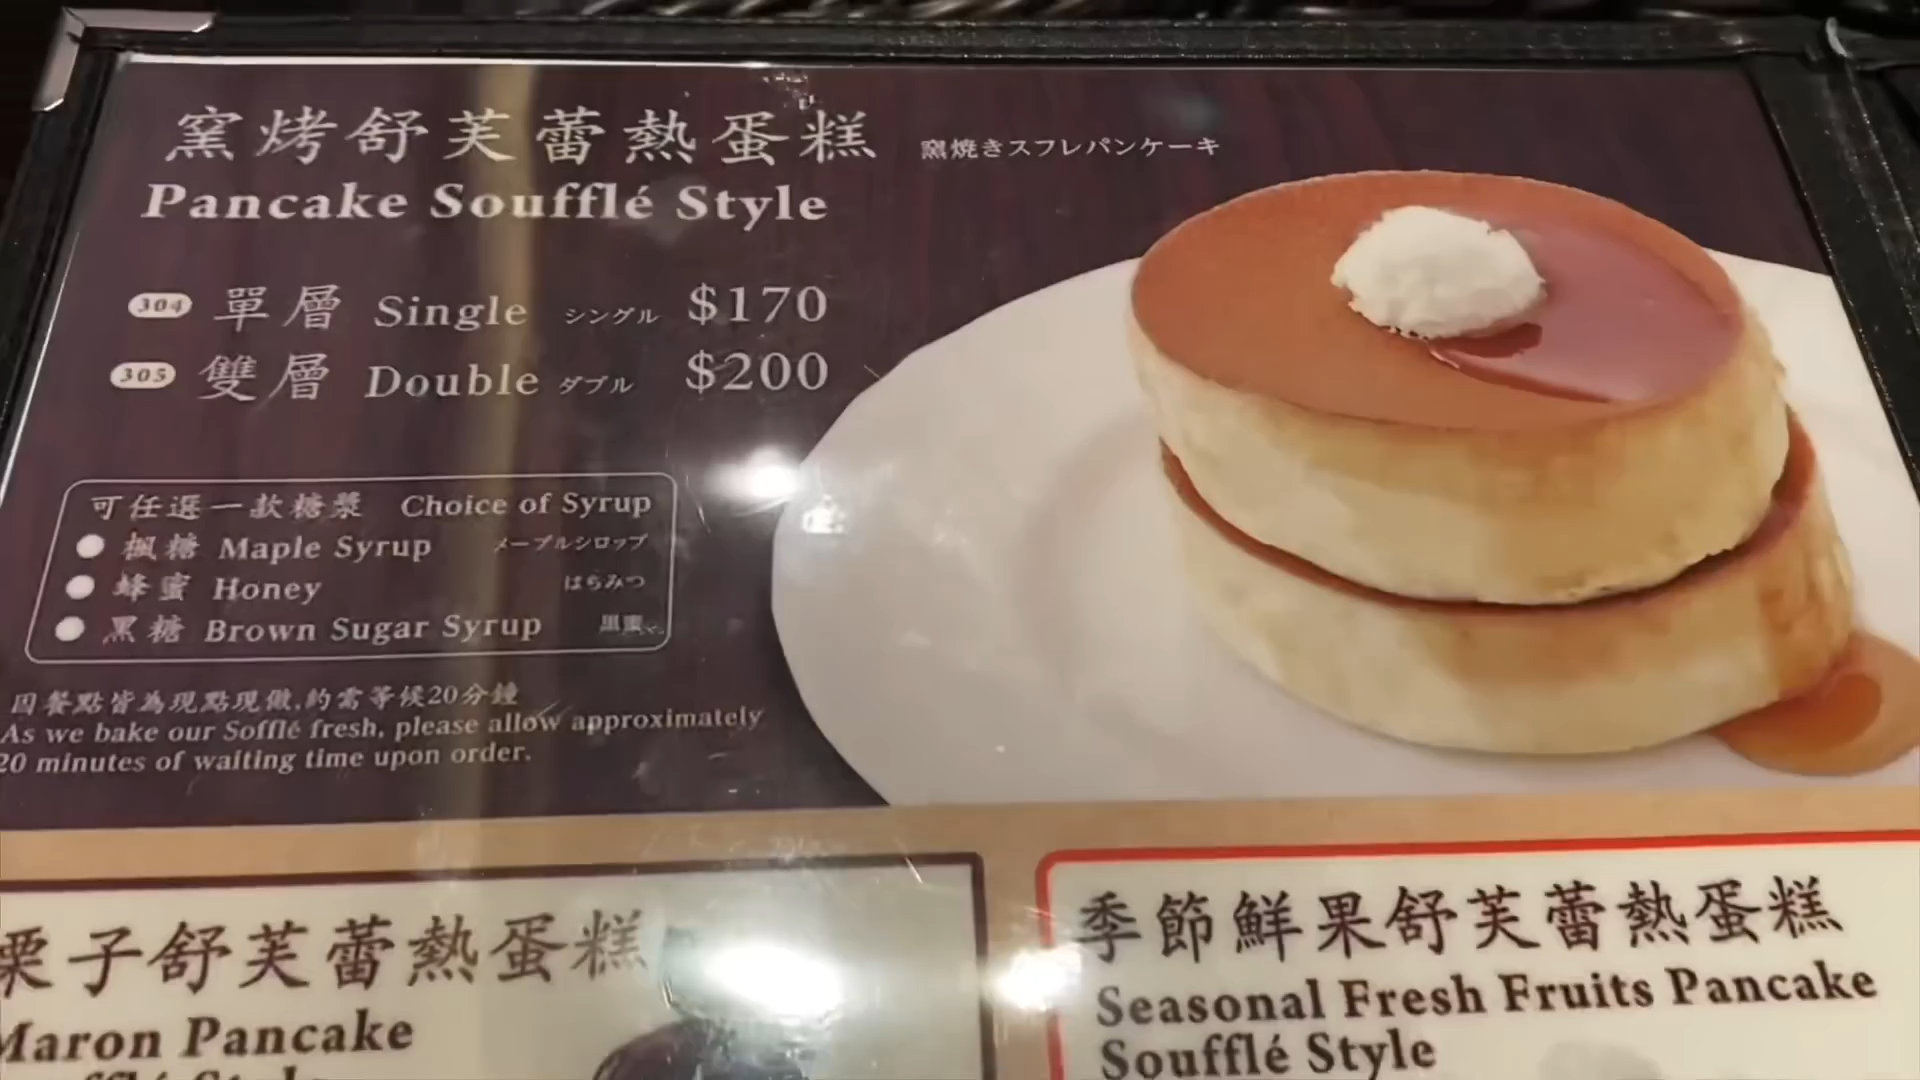 窯烤舒芙蕾熱蛋糕 窯焼きスフレパンケーキ
Pancake Soufflé Style
304 單層 Single シングル $170
305 雙層 Double ダブル $200
可任選一款糖漿 Choice of Syrup
楓糖 Maple Syrup メープルシロップ
蜂蜜 Honey はちみつ
黑糖 Brown Sugar Syrup 黒蜜
因餐點皆為現點現做,約需等候20分鐘
As we bake our Sofflé fresh, please allow approximately
20 minutes of waiting time upon order.
栗子舒芙蕾熱蛋糕
Maron Pancake
季節鮮果舒芙蕾熱蛋糕
Seasonal Fresh Fruits Pancake
Soufflé Style